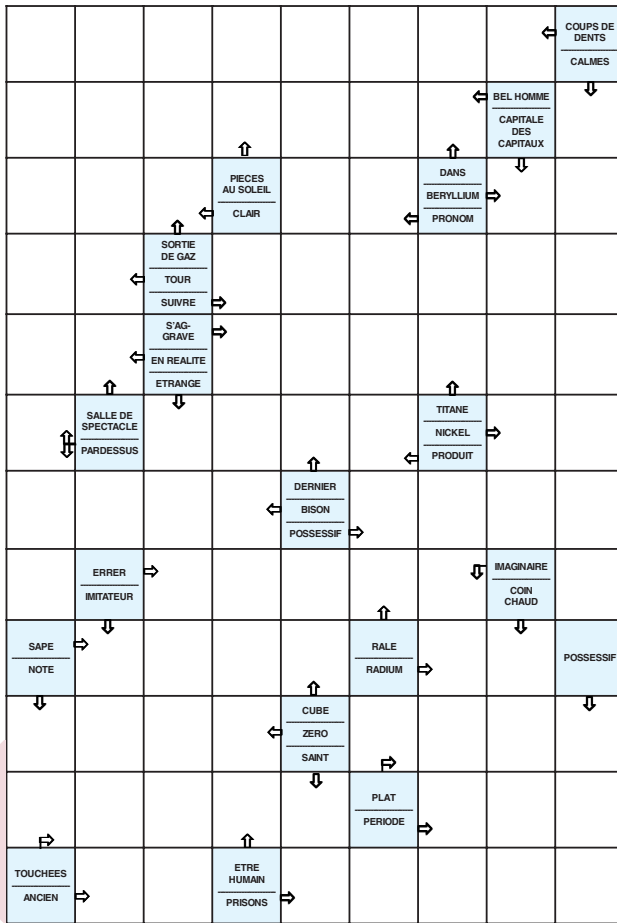 COUPS DE
DENTS
CALMES
BEL HOMME
CAPITALE
DES
CAPITAUX
PIECES
AU SOLEIL
CLAIR
DANS
BERYLLIUM
PRONOM
SORTIE
DE GAZ
TOUR
SUIVRE
S'AG-
GRAVE
EN REALITE
ETRANGE
SALLE DE
SPECTACLE
PARDESSUS
TITANE
NICKEL
PRODUIT
DERNIER
BISON
POSSESSIF
ERRER
IMITATEUR
IMAGINAIRE
COIN
CHAUD
SAPE
NOTE
RALE
RADIUM
POSSESSIF
CUBE
ZERO
SAINT
PLAT
PERIODE
TOUCHEES
ANCIEN
ETRE
HUMAIN
PRISONS